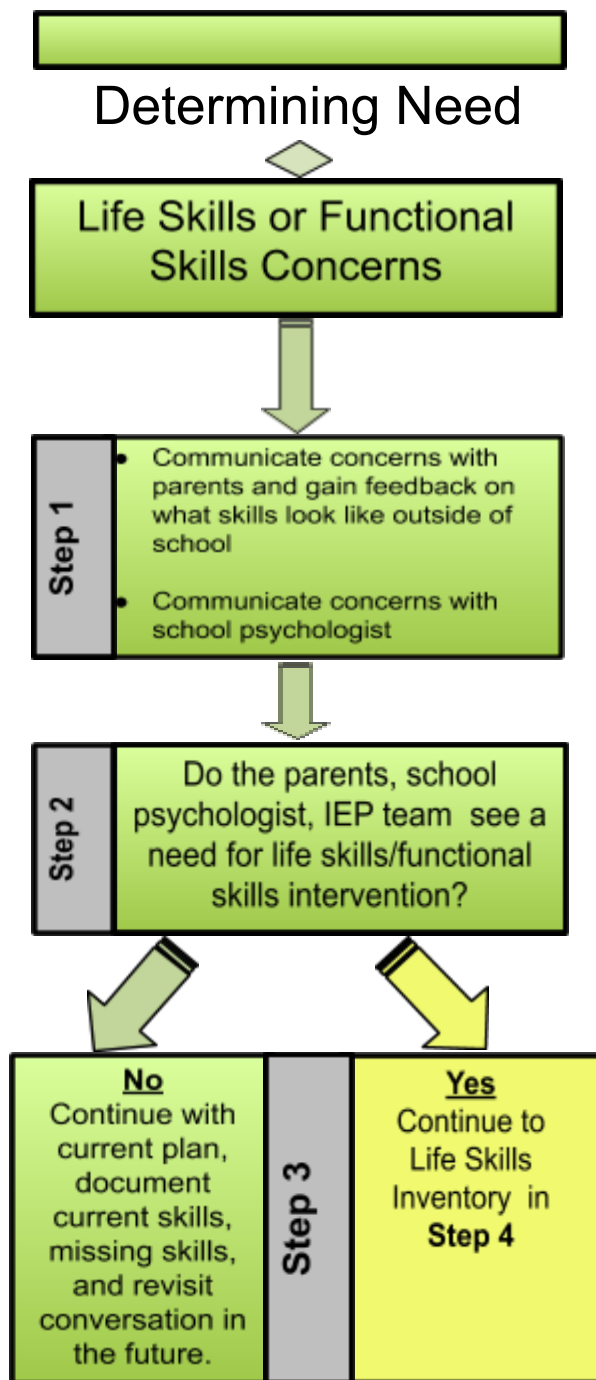 Determining Need
Life Skills or Functional
Skills Concerns
Step 1
• Communicate concerns with
parents and gain feedback on
what skills look like outside of
school
• Communicate concerns with
school psychologist
Step 2
Do the parents, school
psychologist, IEP team see a
need for life skills/functional
skills intervention?
No
Continue with
current plan,
document
current skills,
missing skills,
and revisit
conversation in
the future.
Step 3
Yes
Continue to
Life Skills
Inventory in
Step 4